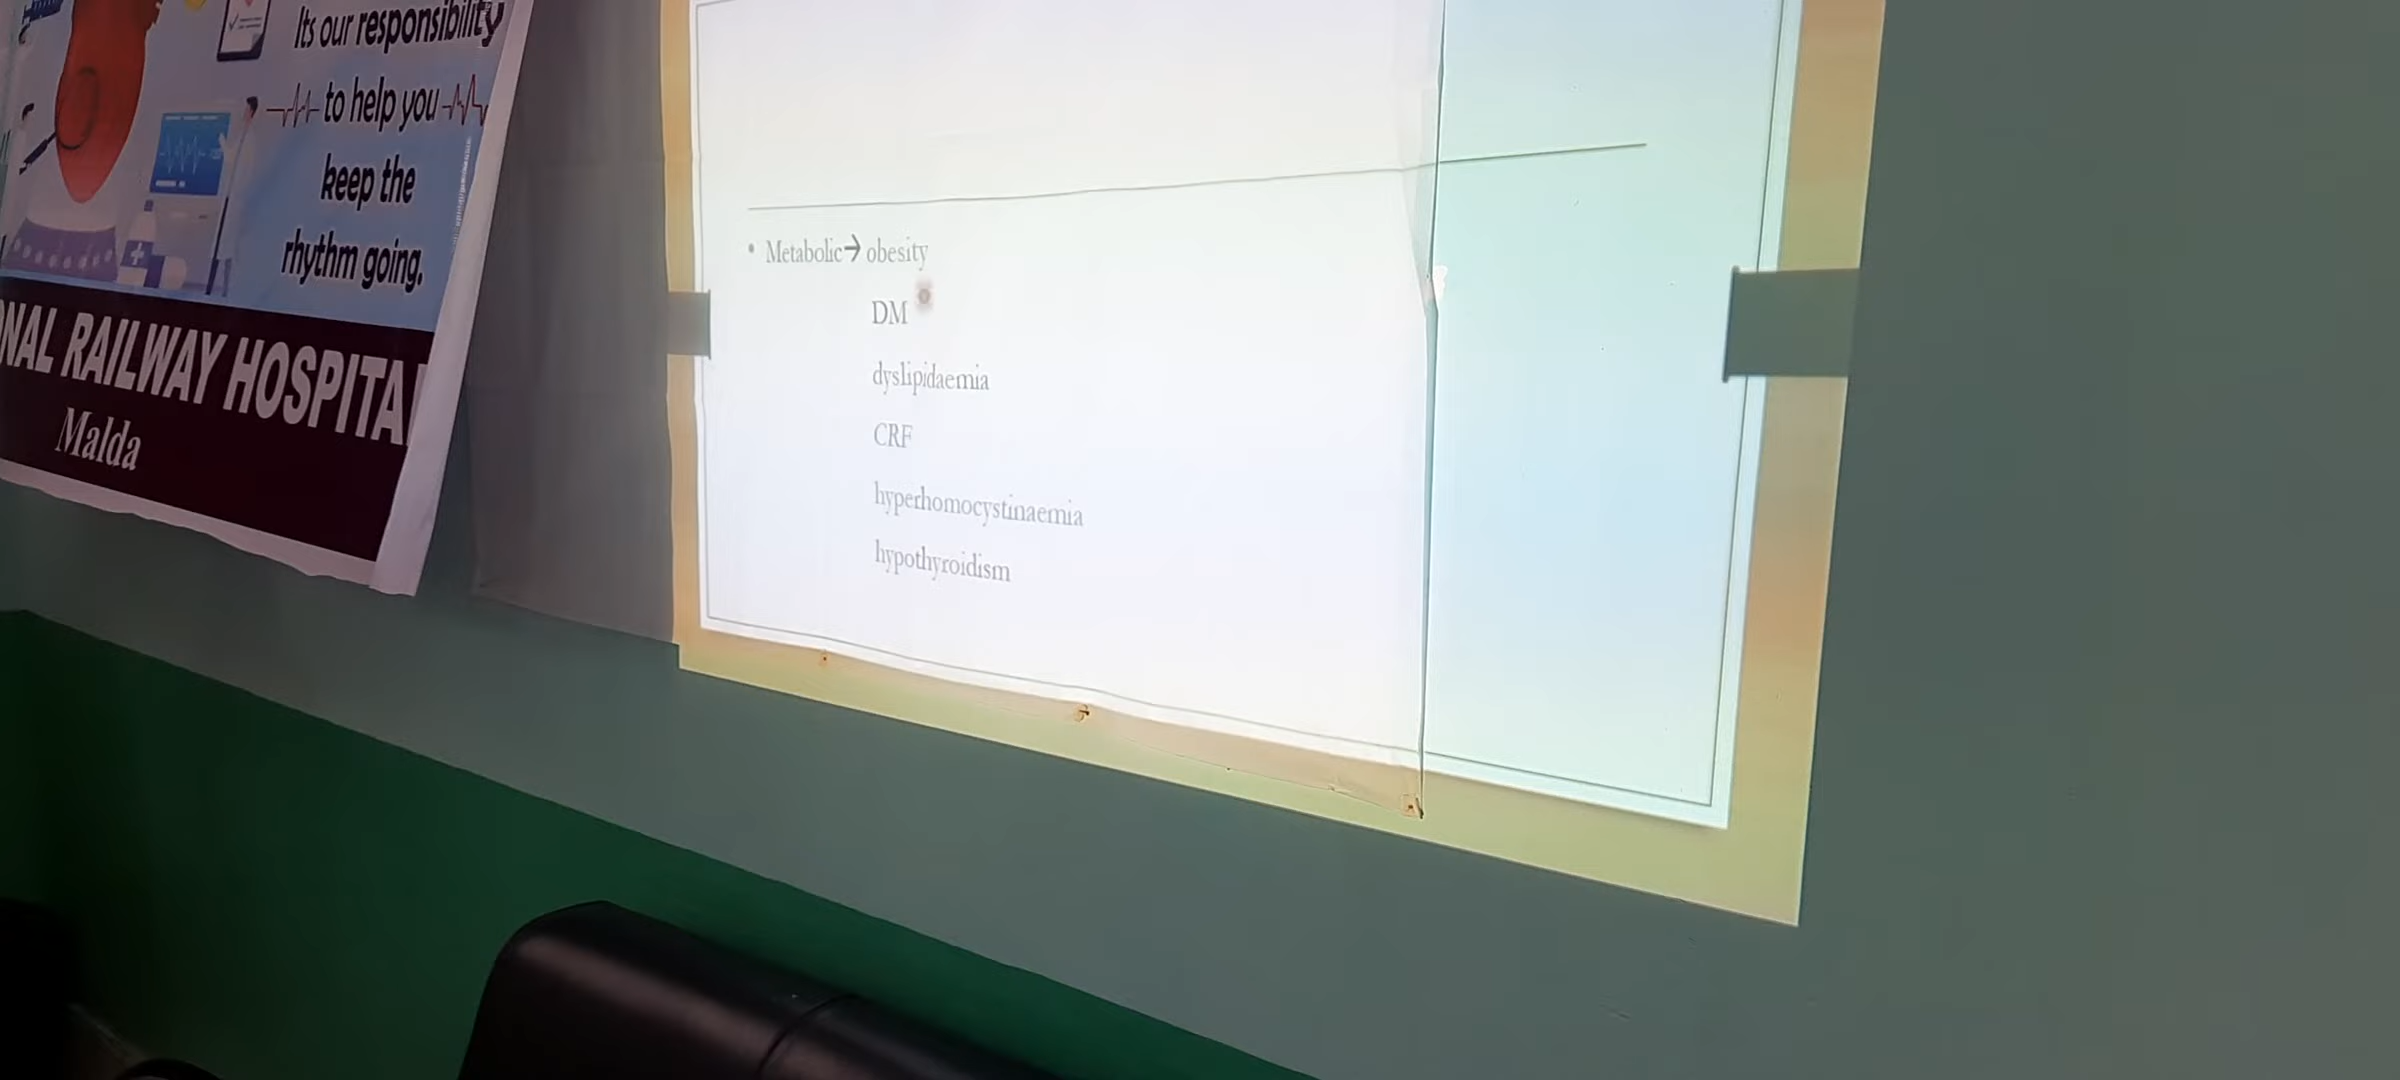 Its our responsibility
to help you
keep the
rhythm going.
NAL RAILWAY HOSPITAL
Malda
• Metabolic→ obesity
DM
dyslipidaemia
CRF
hyperhomocystinaemia
hypothyroidism